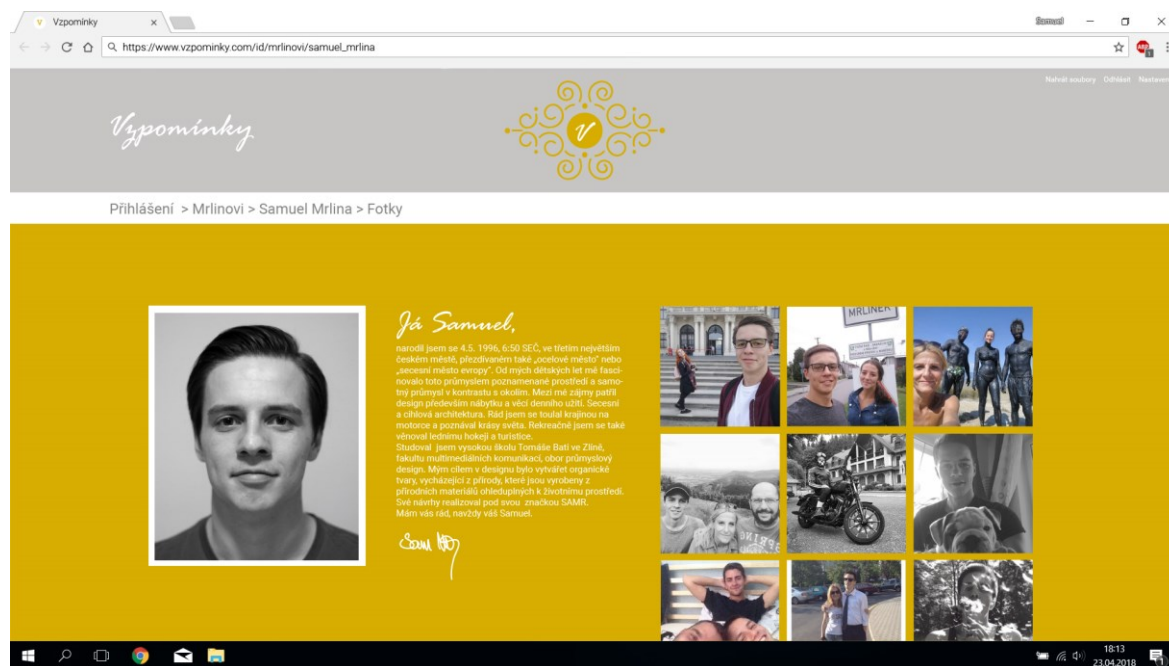 Vzpomínky
Samuel
https://www.vzpominky.com/id/mrlinovi/samuel_mrlina
Nahrát soubory Odhlásit Nastavení
Vzpomínky
V
Přihlášení > Mrlinovi > Samuel Mrlina > Fotky
Já Samuel,
narodil jsem se 4.5. 1996, 6:50 SEČ, ve třetím největším
českém městě, přezdívaném také „ocelové město" nebo
„secesní město evropy". Od mých dětských let mě fasci-
novalo toto průmyslem poznamenané prostředí a samo-
tný průmysl v kontrastu s okolím. Mezi mé zájmy patřil
design především nábytku a věcí denního užití. Secesní
a cihlová architektura. Rád jsem se toulal krajinou na
motorce a poznával krásy světa. Rekreačně jsem se také
věnoval lednímu hokeji a turistice.
Studoval jsem vysokou školu Tomáše Bati ve Zlíně,
fakultu multimediálních komunikací, obor průmyslový
design. Mým cílem v designu bylo vytvářet organické
tvary, vycházející z přírody, které jsou vyrobeny z
přírodních materiálů ohleduplných k životnímu prostředí.
Své návrhy realizoval pod svou značkou SAMR.
Mám vás rád, navždy váš Samuel.
MRLÍNEK
SPRING
18:13
23.04.2018